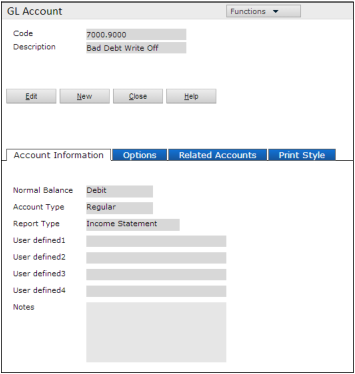 GL Account Functions
Code 7000.9000
Description Bad Debt Write Off
Edit New Close Help
Account Information Options Related Accounts Print Style
Normal Balance Debit
Account Type Regular
Report Type Income Statement
User defined1
User defined2
User defined3
User defined4
Notes